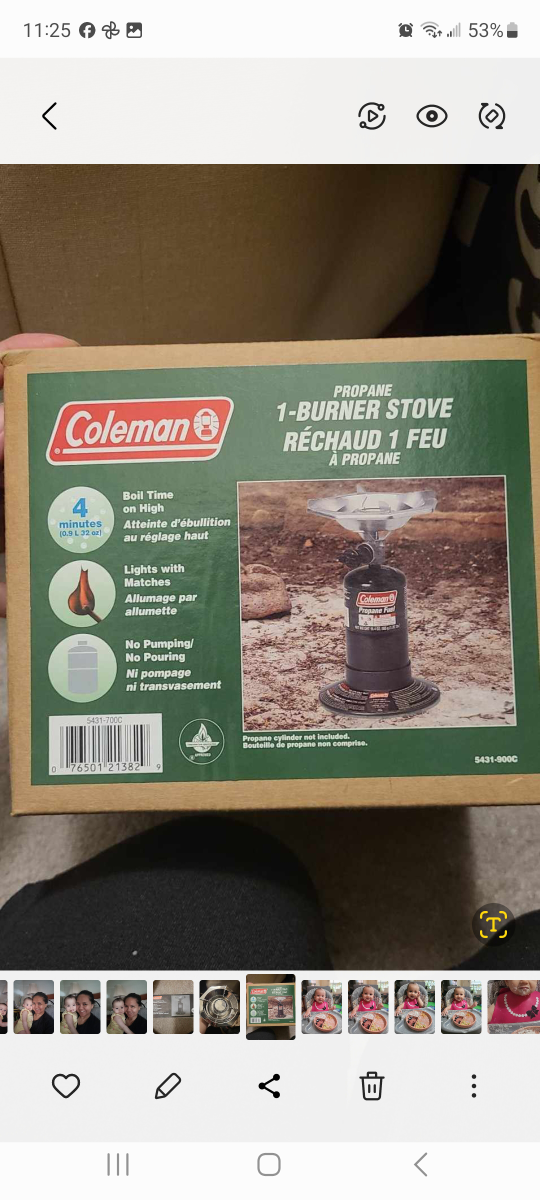 11:25
53%
Coleman
PROPANE
1-BURNER STOVE
RÉCHAUD 1 FEU
À PROPANE
4
minutes
(0.9 L 32 oz)
Boil Time
on High
Atteinte d'ébullition
au réglage haut
Lights with
Matches
Allumage par
allumette
No Pumping/
No Pouring
Ni pompage
ni transvasement
Coleman
Propane Fuel
5431-700C
0 76501 21382 9
Propane cylinder not included.
Bouteille de propane non comprise.
5431-900C
T